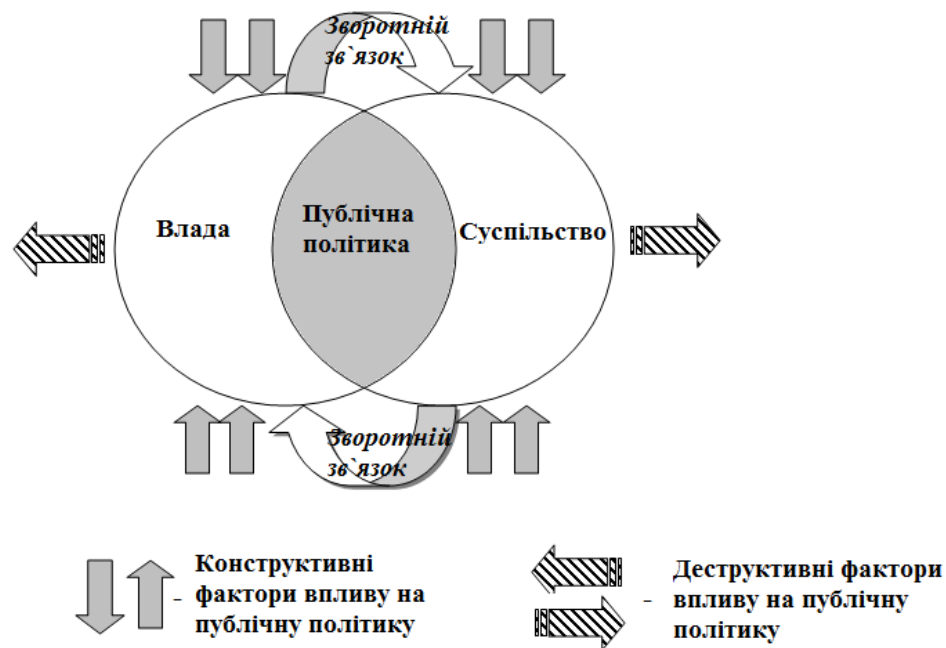 Зворотній
зв`язок
Влада
Публічна
політика
Суспільство
Зворотній
зв`язок
Конструктивні
- фактори впливу на
публічну політику
Деструктивні фактори
- впливу на публічну
політику